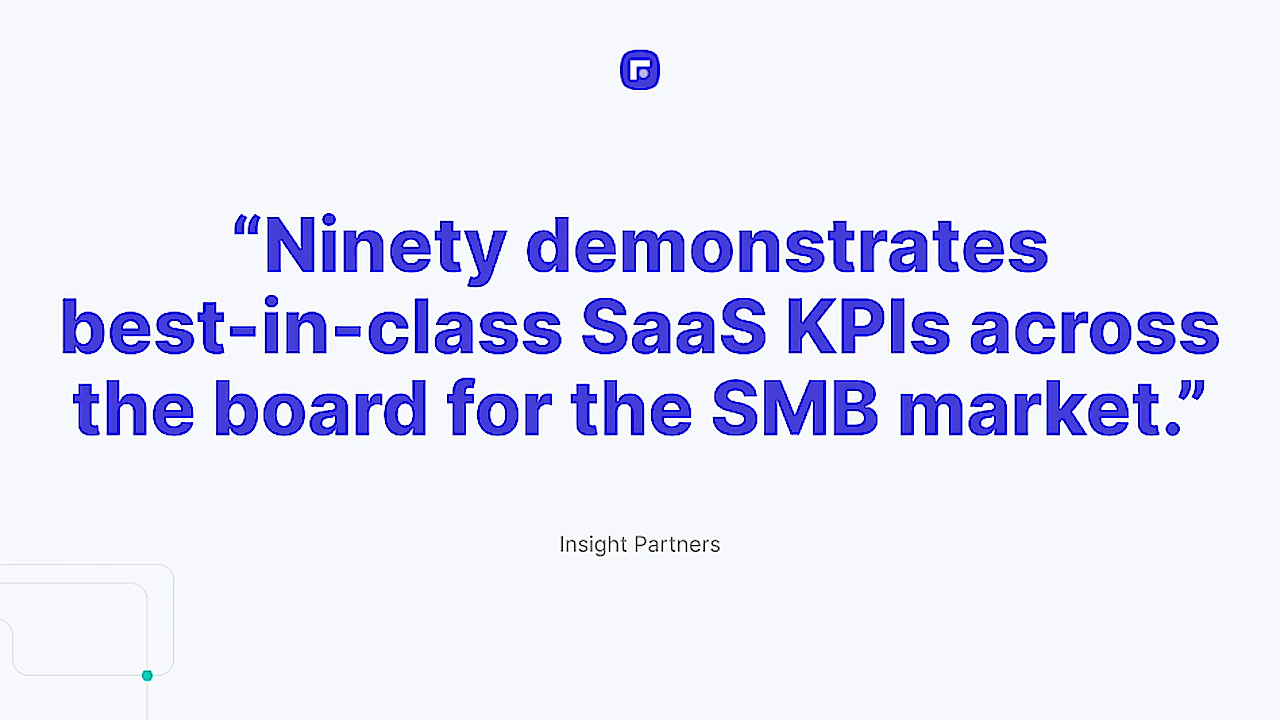 “Ninety demonstrates
best-in-class SaaS KPIs across
the board for the SMB market.”
Insight Partners